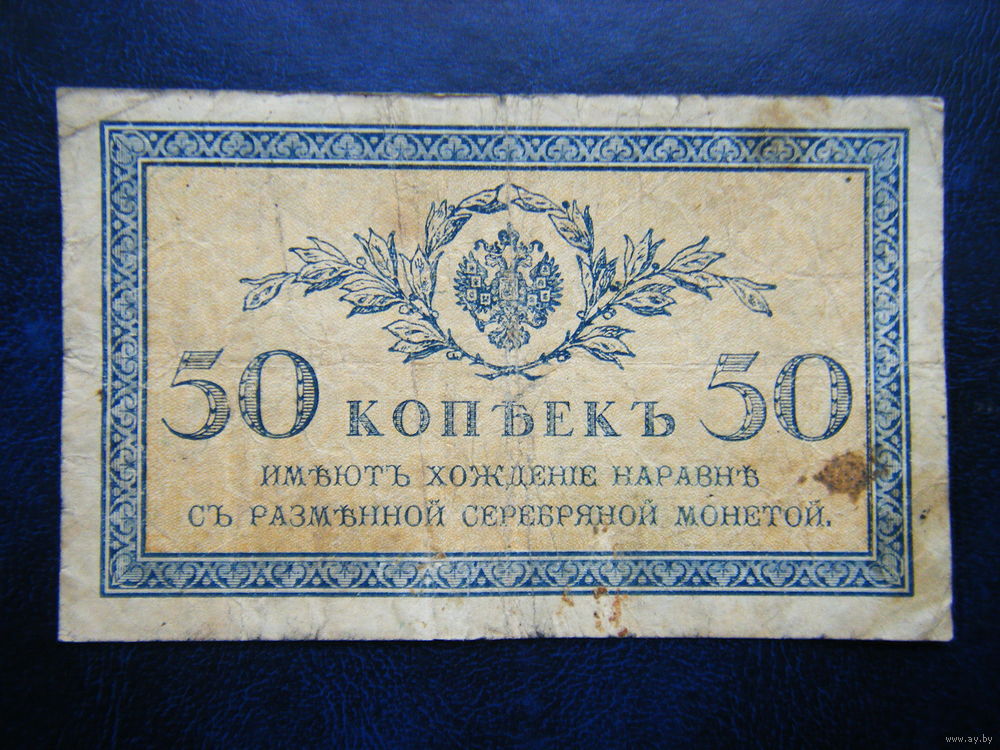 50 КОПѢЕКЪ 50
ИМѢЮТЪ ХОЖДЕНІЕ НАРАВНѢ
СЪ РАЗМѢННОЙ СЕРЕБРЯНОЙ МОНЕТОЙ.
www.ay.by